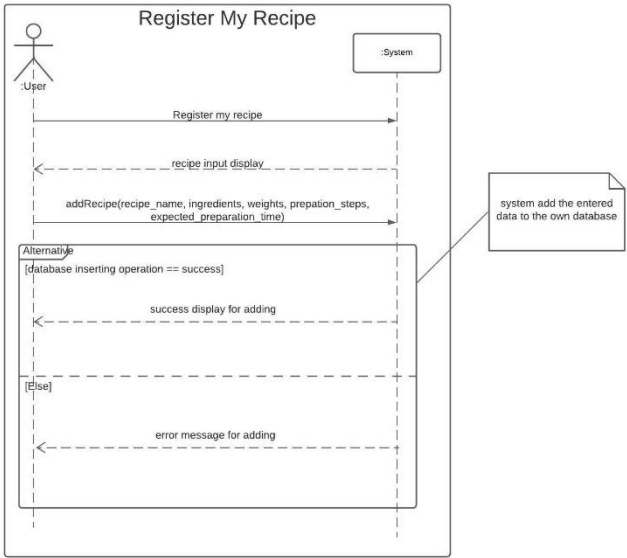 Register My Recipe
:User
:System
Register my recipe
recipe input display
addRecipe(recipe_name, ingredients, weights, prepation_steps,
expected_preparation_time)
system add the entered
data to the own database
Alternative
[database inserting operation == success]
success display for adding
[Else]
error message for adding